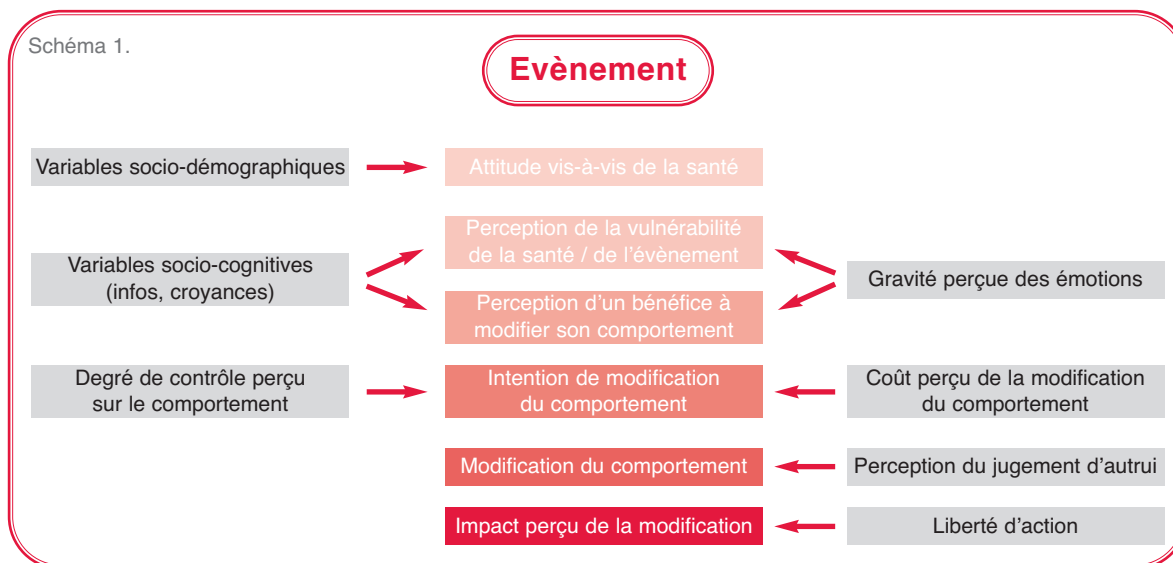 Schéma 1.
Evènement
Variables socio-démographiques
Attitude vis-à-vis de la santé
Perception de la vulnérabilité
de la santé / de l'évènement
Variables socio-cognitives
(infos, croyances)
Gravité perçue des émotions
Perception d'un bénéfice à
modifier son comportement
Degré de contrôle perçu
sur le comportement
Intention de modification
du comportement
Coût perçu de la modification
du comportement
Modification du comportement
Perception du jugement d'autrui
Impact perçu de la modification
Liberté d'action